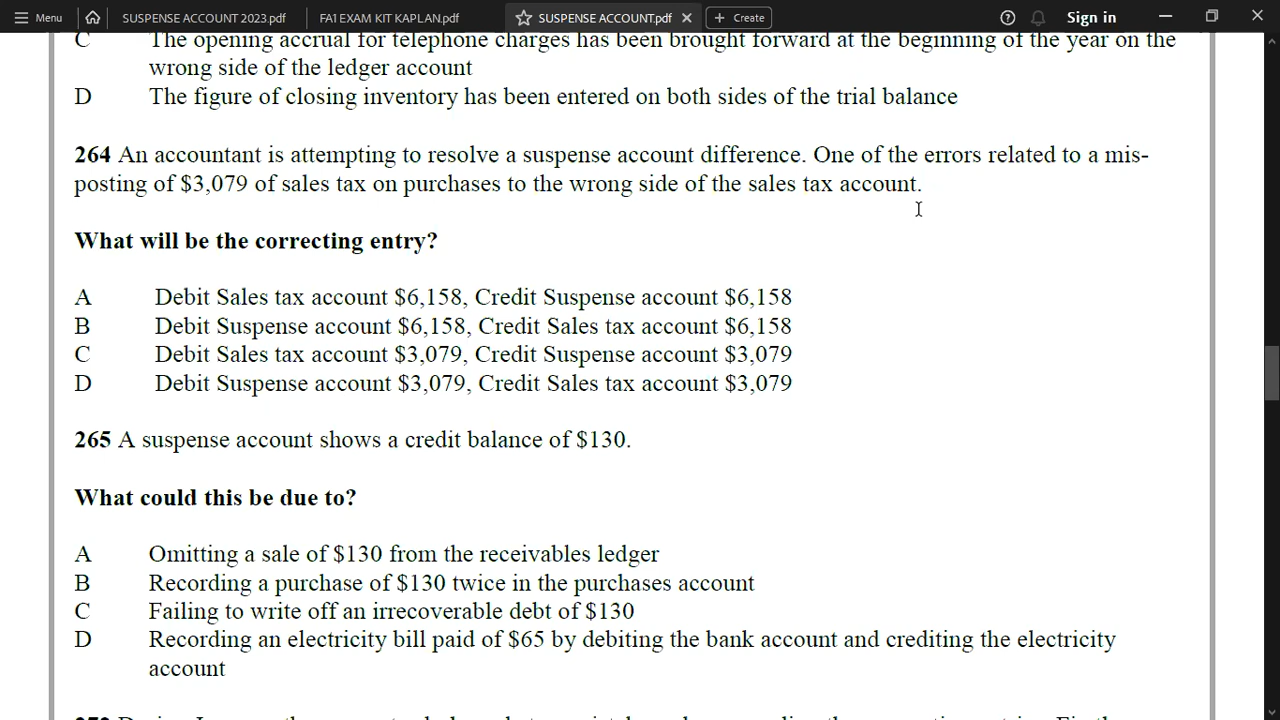 Menu SUSPENSE ACCOUNT 2023.pdf FA1 EXAM KIT KAPLAN.pdf SUSPENSE ACCOUNT.pdf Create Sign in
C The opening accrual for telephone charges has been brought forward at the beginning of the year on the
wrong side of the ledger account
D The figure of closing inventory has been entered on both sides of the trial balance
264 An accountant is attempting to resolve a suspense account difference. One of the errors related to a mis-
posting of $3,079 of sales tax on purchases to the wrong side of the sales tax account.
What will be the correcting entry?
A Debit Sales tax account $6,158, Credit Suspense account $6,158
B Debit Suspense account $6,158, Credit Sales tax account $6,158
C Debit Sales tax account $3,079, Credit Suspense account $3,079
D Debit Suspense account $3,079, Credit Sales tax account $3,079
265 A suspense account shows a credit balance of $130.
What could this be due to?
A Omitting a sale of $130 from the receivables ledger
B Recording a purchase of $130 twice in the purchases account
C Failing to write off an irrecoverable debt of $130
D Recording an electricity bill paid of $65 by debiting the bank account and crediting the electricity
account